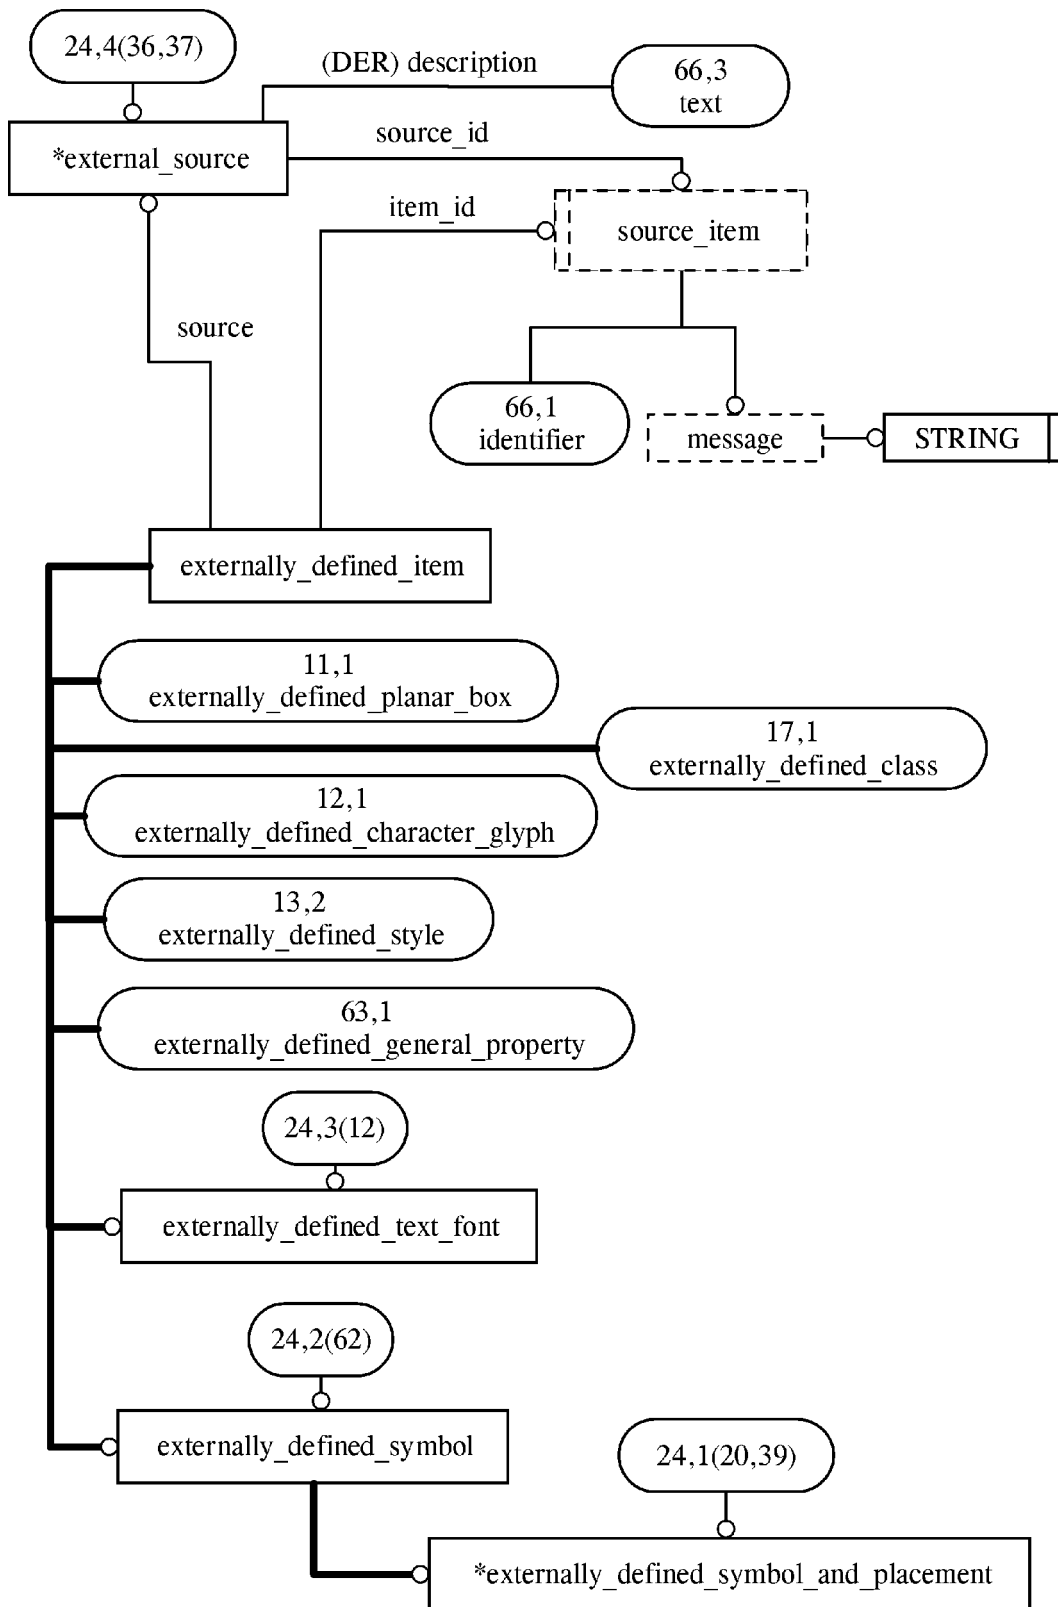 24,4(36,37)
(DER) description
66,3
text
*external_source
source_id
item_id
source_item
source
66,1
identifier
message
STRING
externally_defined_item
11,1
externally_defined_planar_box
17,1
externally_defined_class
12,1
externally_defined_character_glyph
13,2
externally_defined_style
63,1
externally_defined_general_property
24,3(12)
externally_defined_text_font
24,2(62)
externally_defined_symbol
24,1(20,39)
*externally_defined_symbol_and_placement